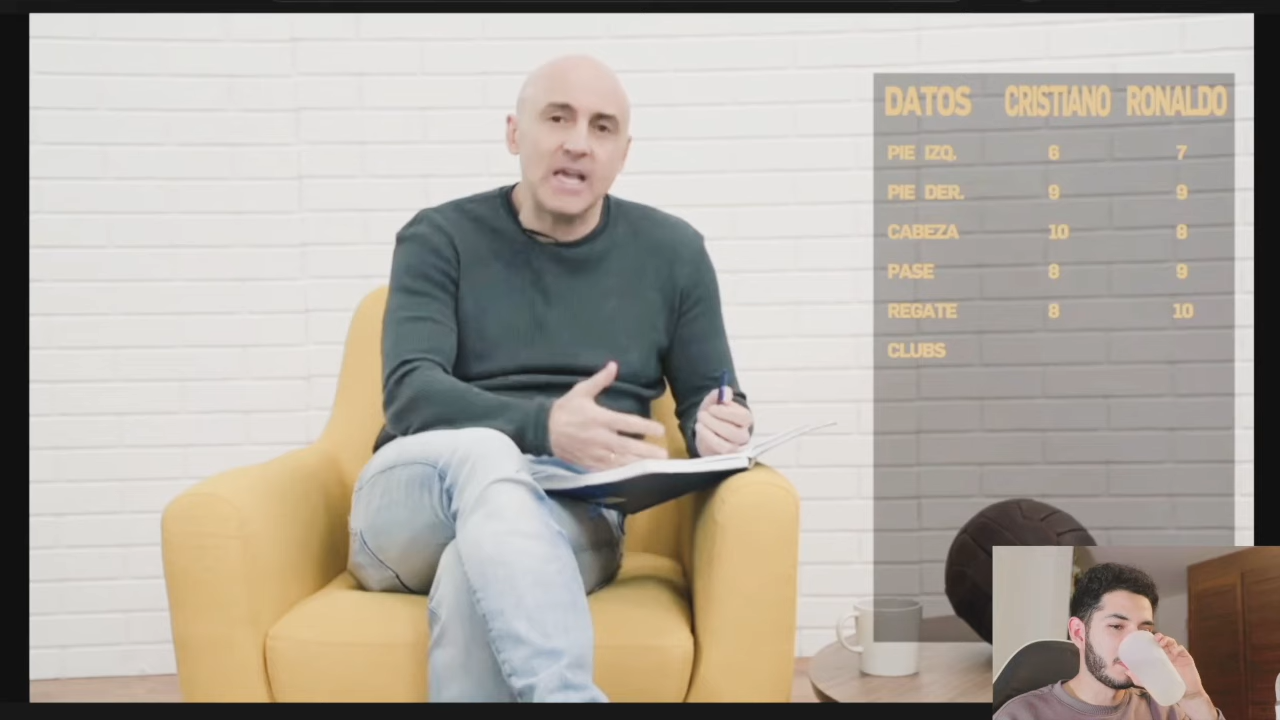 DATOS CRISTIANO RONALDO
PIE IZQ. 6 7
PIE DER. 9 9
CABEZA 10 8
PASE 8 9
REGATE 8 10
CLUBS